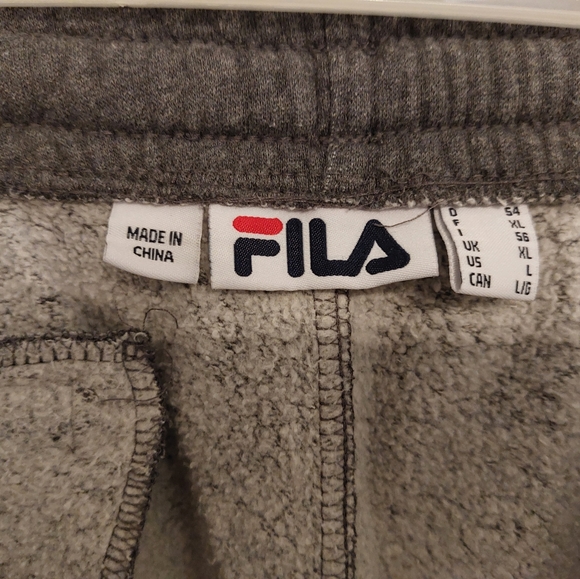 MADE IN
CHINA
FILA
D 54
F XL
I 56
UK XL
US L
CAN L/G